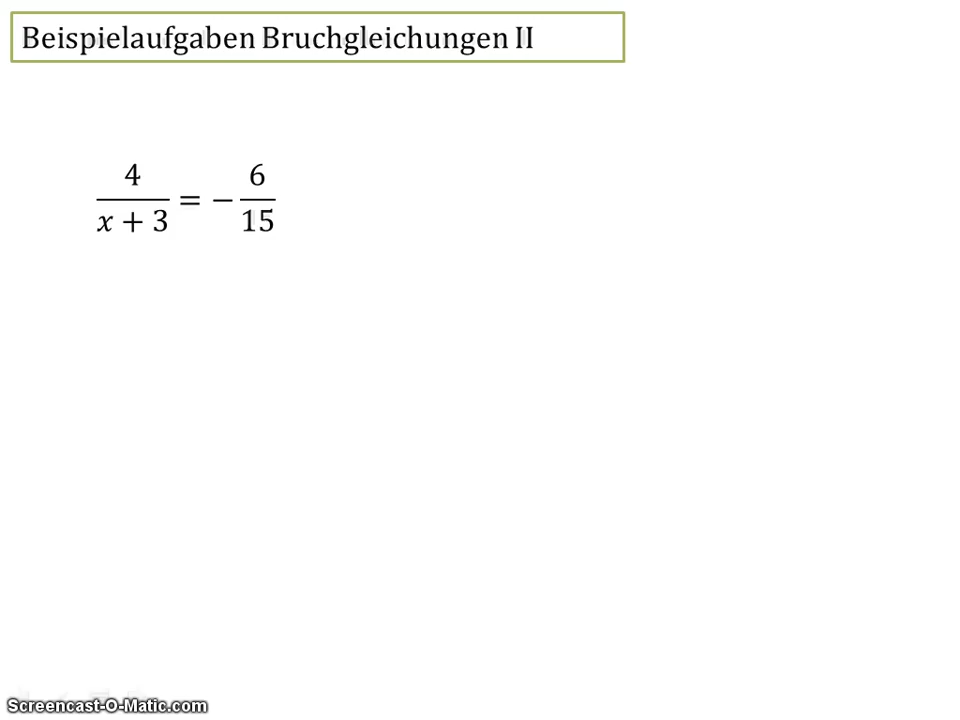 Beispielaufgaben Bruchgleichungen II
4/(x + 3) = − 6/15
Screencast-O-Matic.com